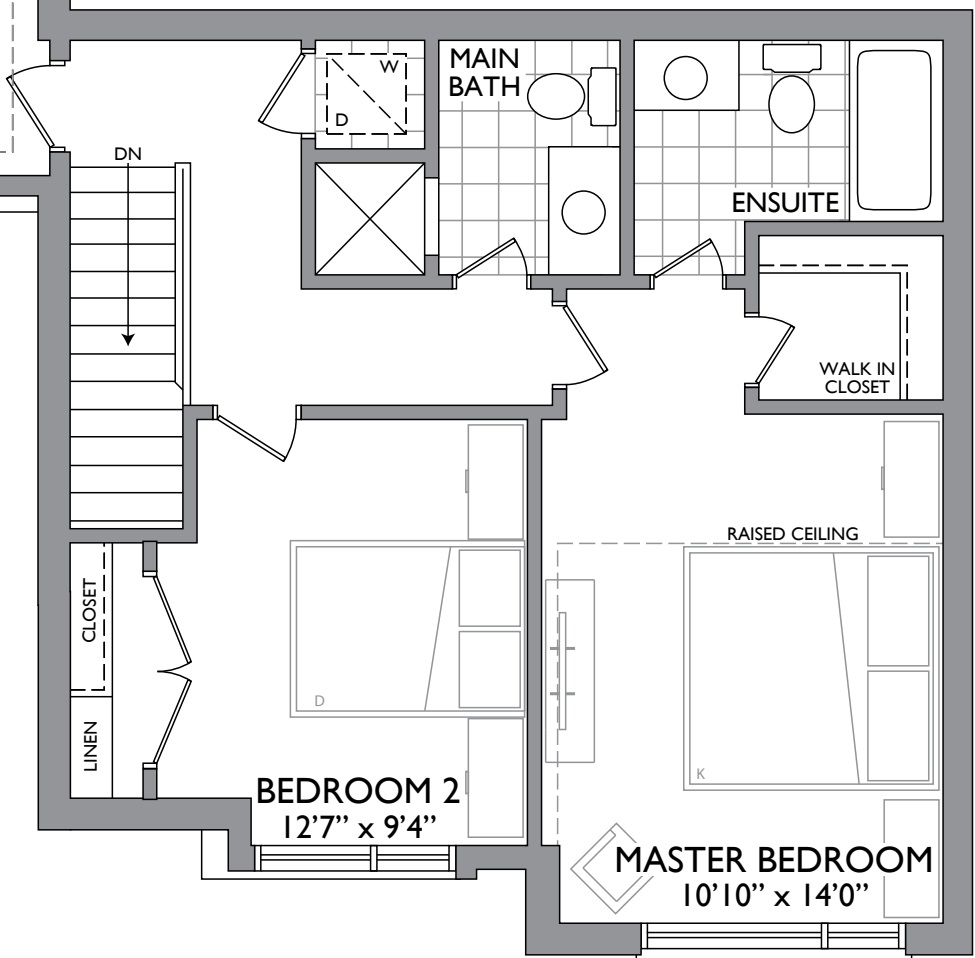 MAIN
BATH
W
D
DN
ENSUITE
WALK IN
CLOSET
RAISED CEILING
CLOSET
LINEN
D
K
BEDROOM 2
12'7" x 9'4"
MASTER BEDROOM
10'10" x 14'0"